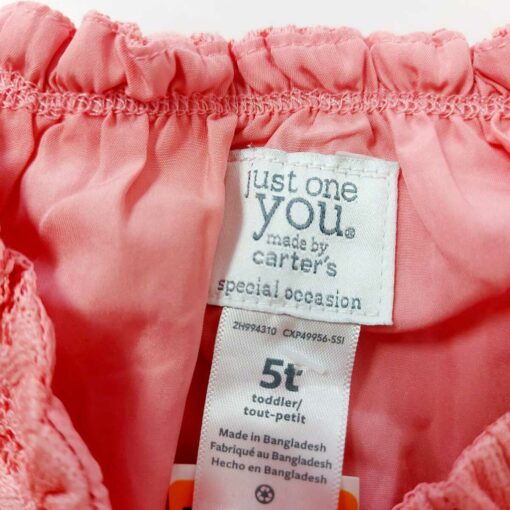 just one
you®
made by
carter's
special occasion
2H994310 CXP49956-SSI
5t
toddler/
tout-petit
Made in Bangladesh
Fabriqué au Bangladesh
Hecho en Bangladesh